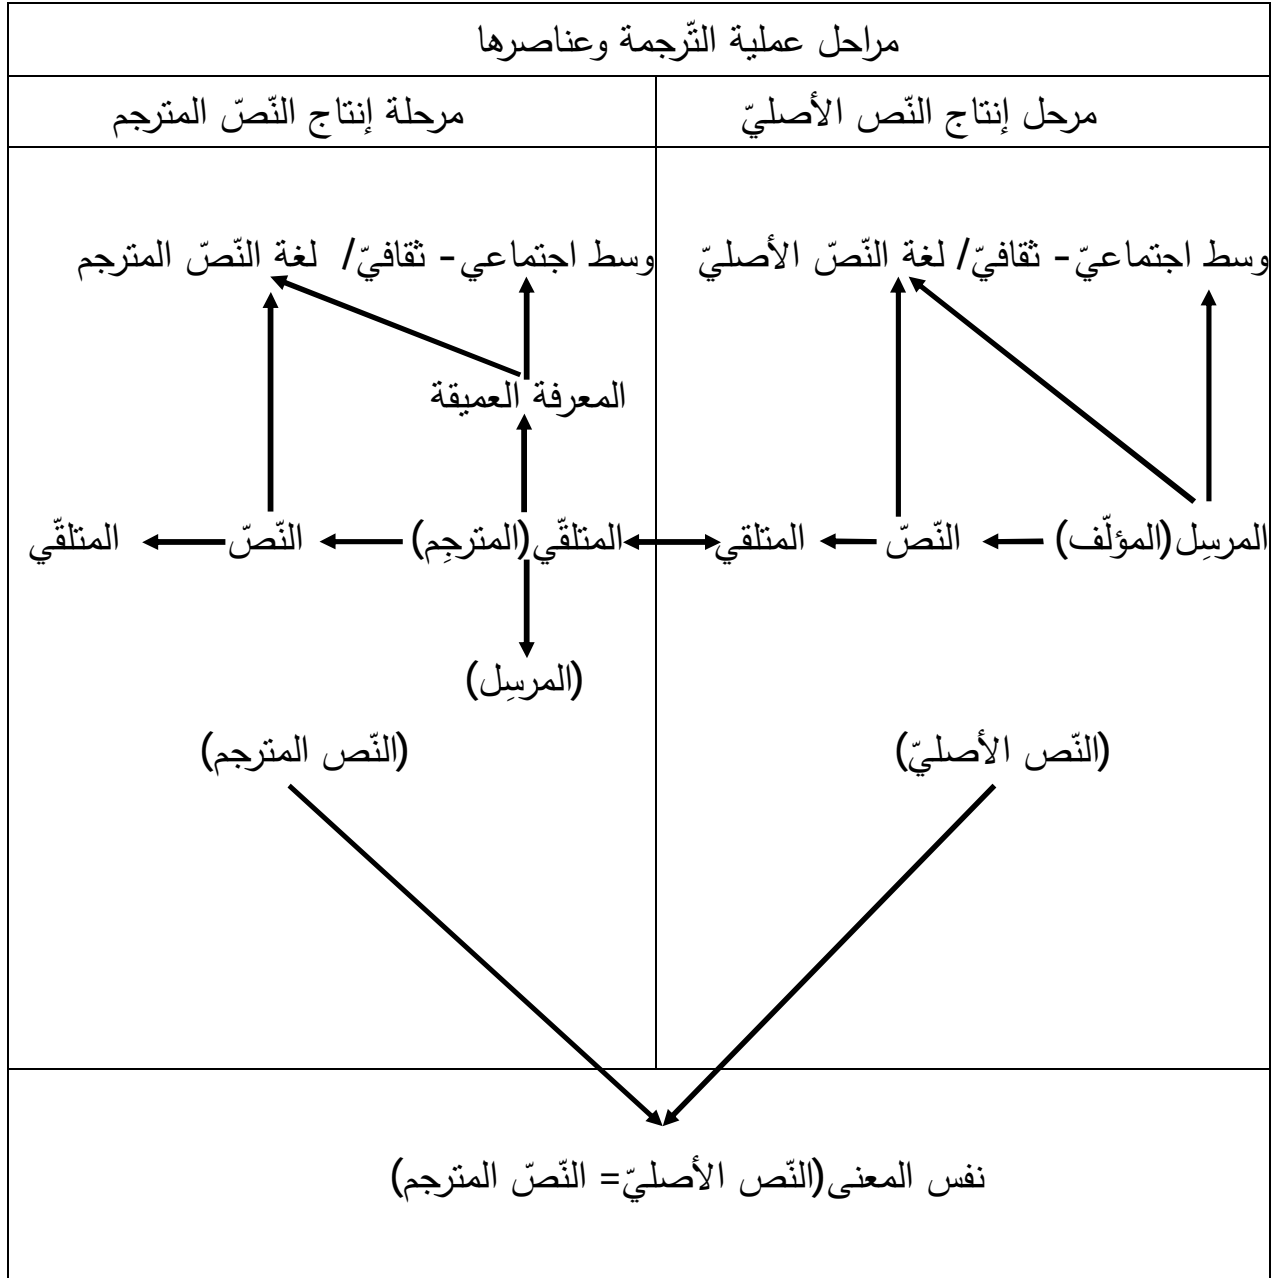 مراحل عملية التّرجمة وعناصرها
مرحل إنتاج النّص الأصليّ
مرحلة إنتاج النّصّ المترجم
وسط اجتماعيّ - ثقافيّ/ لغة النّصّ الأصليّ
وسط اجتماعي - ثقافيّ/ لغة النّصّ المترجم
المعرفة العميقة
المرسِل (المؤلّف) النّصّ المتلقي
المتلقّي (المترجِم) النّصّ المتلقّي
(المرسِل)
(النّص الأصليّ)
(النّص المترجم)
نفس المعنى (النّص الأصليّ= النّصّ المترجم)